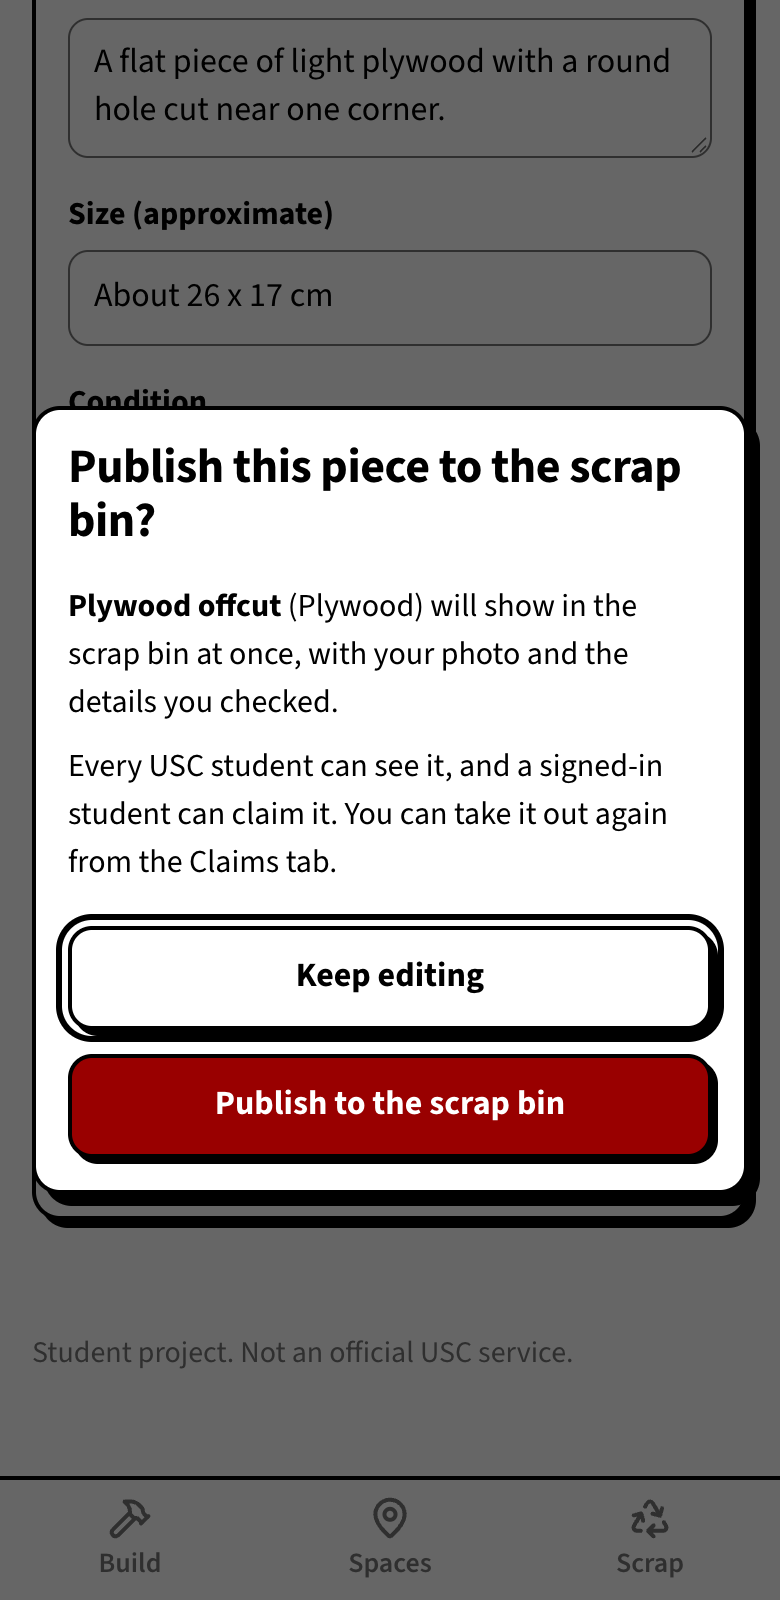 A flat piece of light plywood with a round
hole cut near one corner.
Size (approximate)
About 26 x 17 cm
Condition
Publish this piece to the scrap
bin?
Plywood offcut (Plywood) will show in the
scrap bin at once, with your photo and the
details you checked.
Every USC student can see it, and a signed-in
student can claim it. You can take it out again
from the Claims tab.
Keep editing
Publish to the scrap bin
Student project. Not an official USC service.
Build
Spaces
Scrap